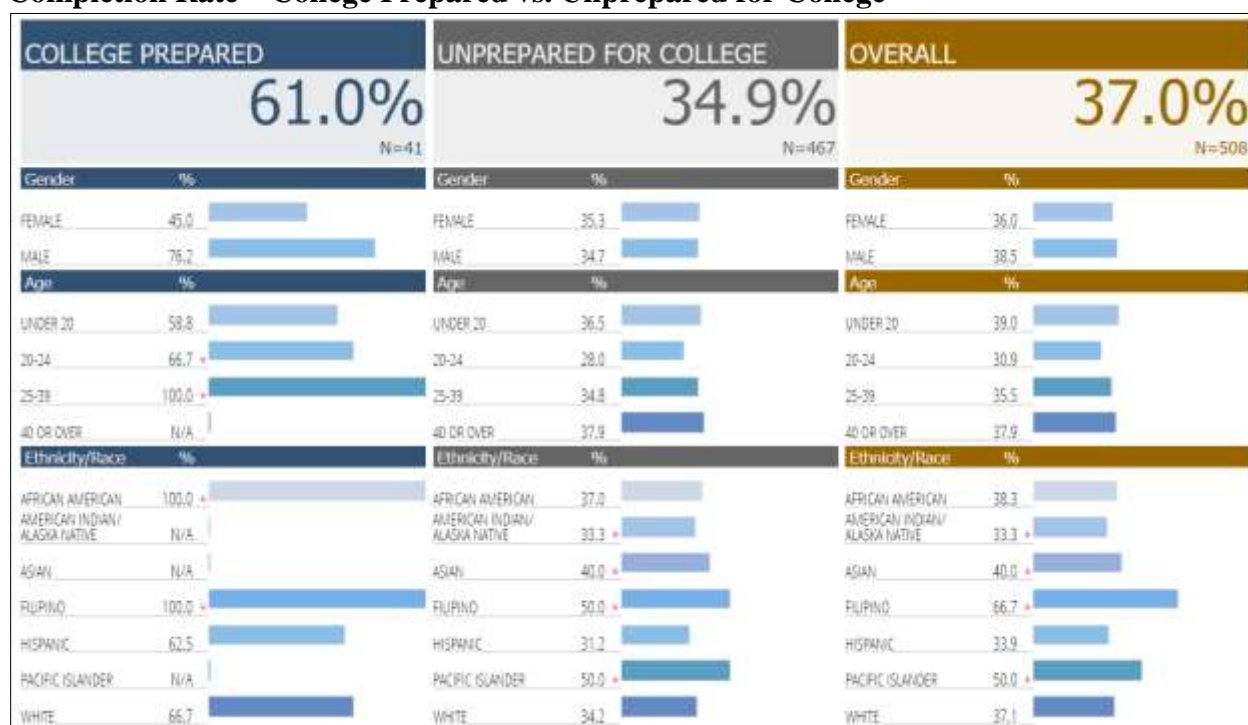 Completion Rate – College Prepared vs. Unprepared for College
COLLEGE PREPARED
61.0%
N=41
Gender %
FEMALE 45.0
MALE 76.2
Age %
UNDER 20 58.8
20-24 66.7 *
25-39 100.0 *
40 OR OVER N/A
Ethnicity/Race %
AFRICAN AMERICAN 100.0 *
AMERICAN INDIAN/
ALASKA NATIVE N/A
ASIAN N/A
FILIPINO 100.0 *
HISPANIC 62.5
PACIFIC ISLANDER N/A
WHITE 66.7
UNPREPARED FOR COLLEGE
34.9%
N=467
Gender %
FEMALE 35.3
MALE 34.7
Age %
UNDER 20 36.5
20-24 28.0
25-39 34.8
40 OR OVER 37.9
Ethnicity/Race %
AFRICAN AMERICAN 37.0
AMERICAN INDIAN/
ALASKA NATIVE 33.3 *
ASIAN 40.0 *
FILIPINO 50.0 *
HISPANIC 31.2
PACIFIC ISLANDER 50.0 *
WHITE 34.2
OVERALL
37.0%
N=508
Gender %
FEMALE 36.0
MALE 38.5
Age %
UNDER 20 39.0
20-24 30.9
25-39 35.5
40 OR OVER 37.9
Ethnicity/Race %
AFRICAN AMERICAN 38.3
AMERICAN INDIAN/
ALASKA NATIVE 33.3 *
ASIAN 40.0 *
FILIPINO 66.7 *
HISPANIC 33.9
PACIFIC ISLANDER 50.0 *
WHITE 37.1